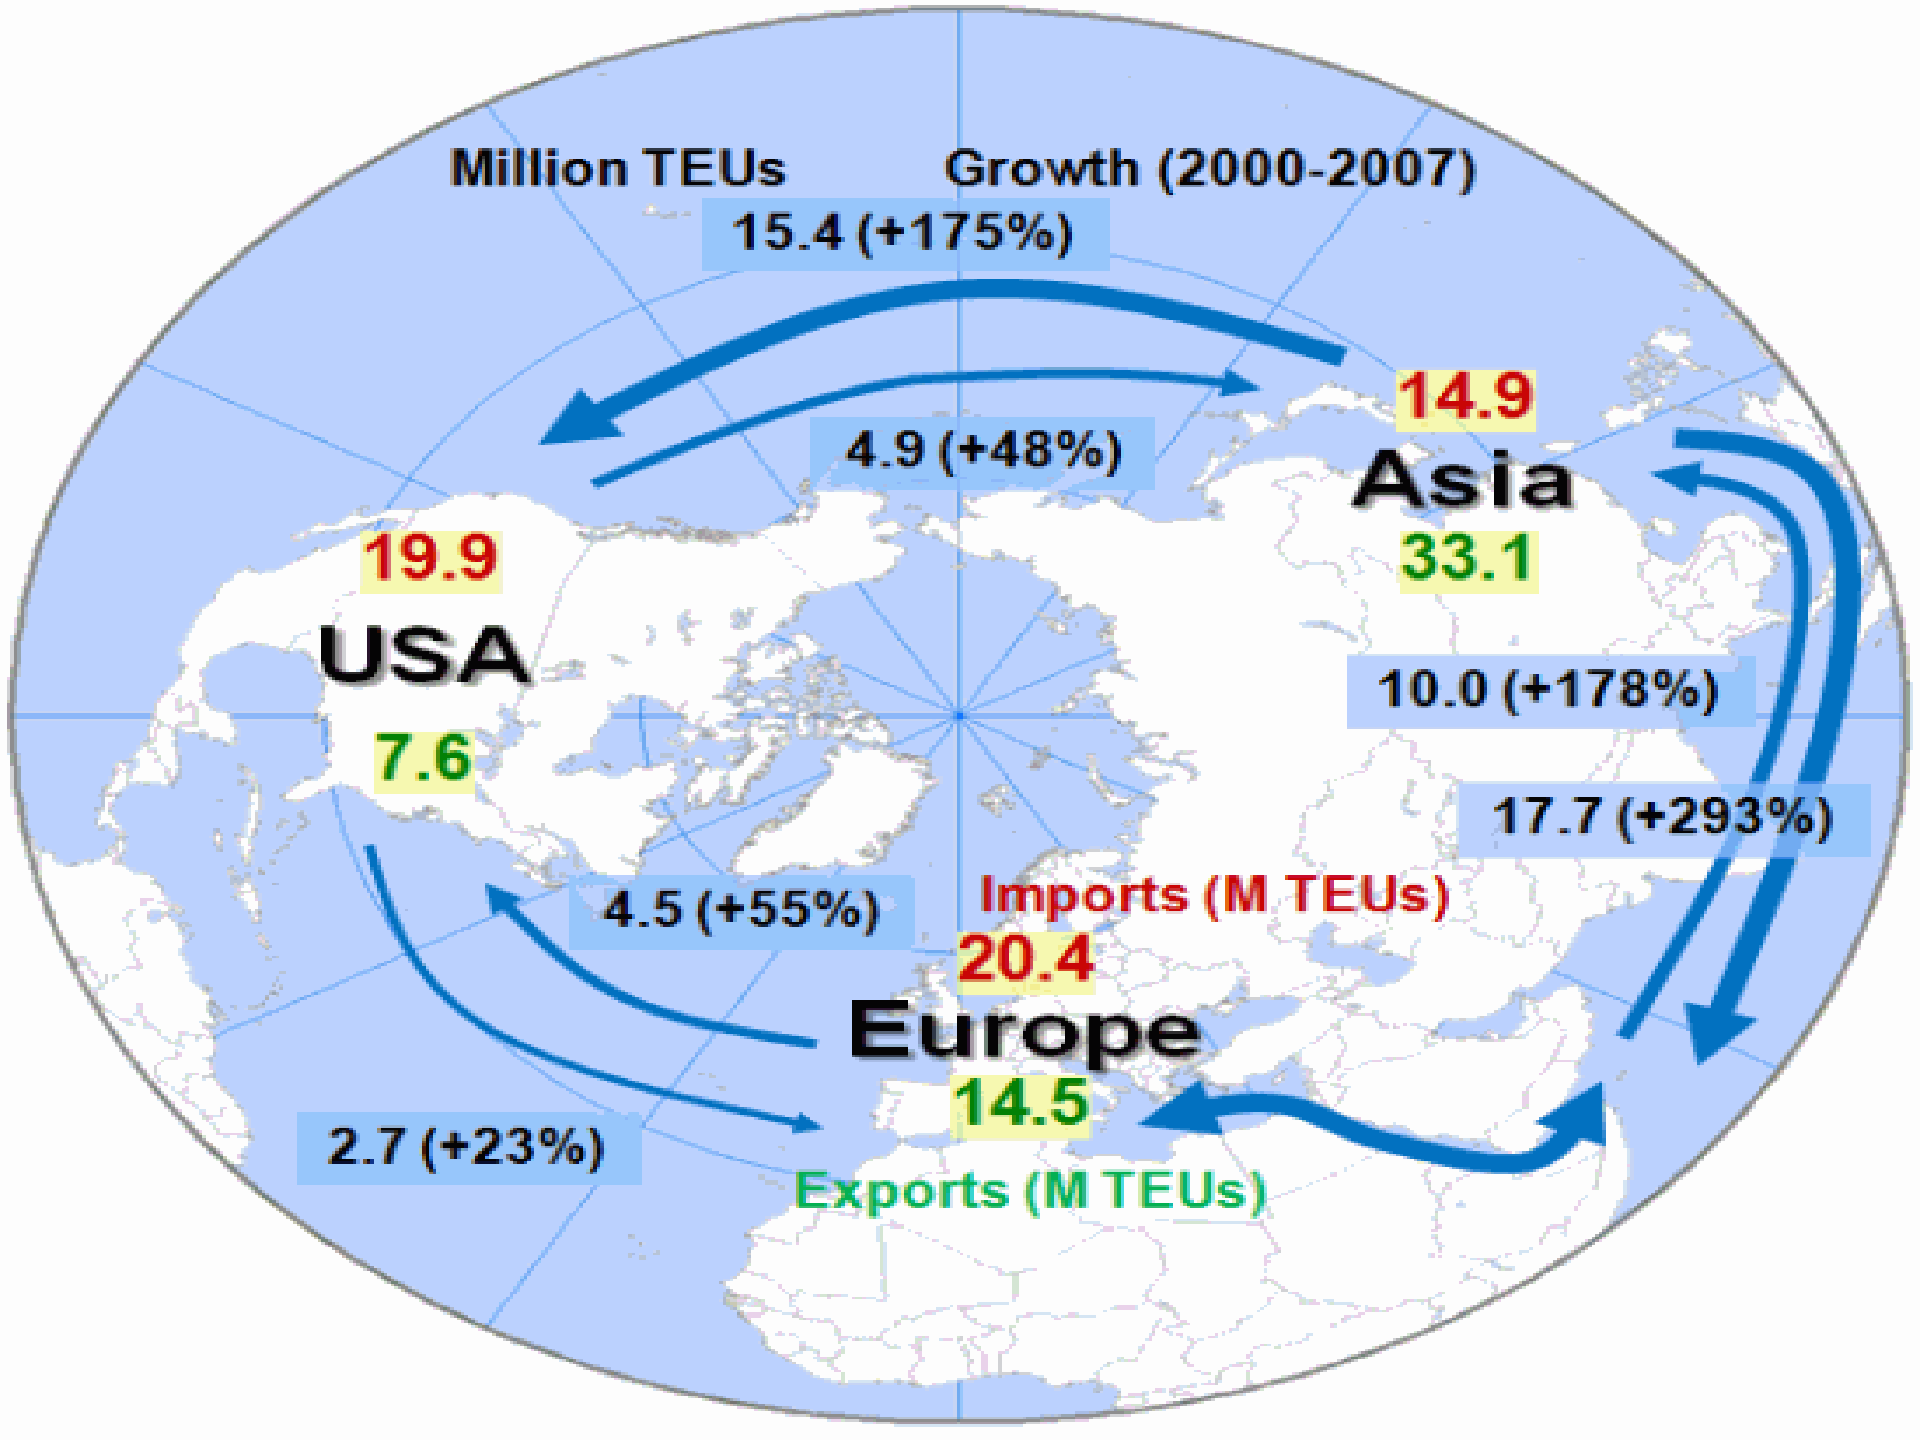 Million TEUs
Growth (2000-2007)
15.4 (+175%)
4.9 (+48%)
14.9
Asia
33.1
19.9
USA
7.6
10.0 (+178%)
17.7 (+293%)
4.5 (+55%)
Imports (M TEUs)
20.4
Europe
14.5
2.7 (+23%)
Exports (M TEUs)